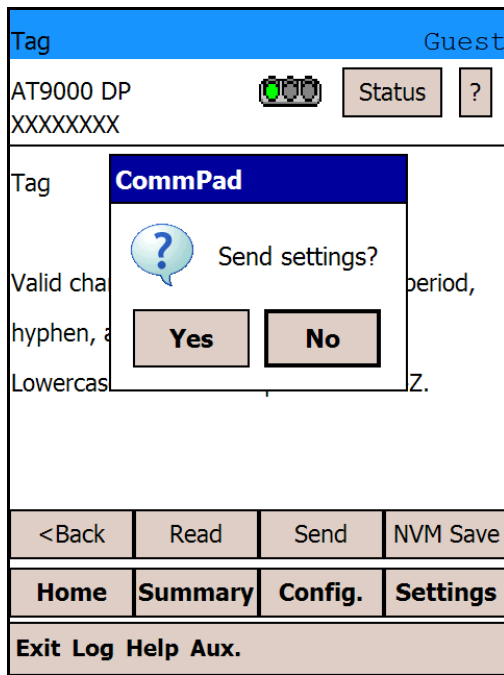 Tag Guest
AT9000 DP
XXXXXXXX
Status ?
Tag
CommPad
? Send settings?
Valid cha period,
hyphen,
Yes No
Lowercas Z.
<Back Read Send NVM Save
Home Summary Config. Settings
Exit Log Help Aux.